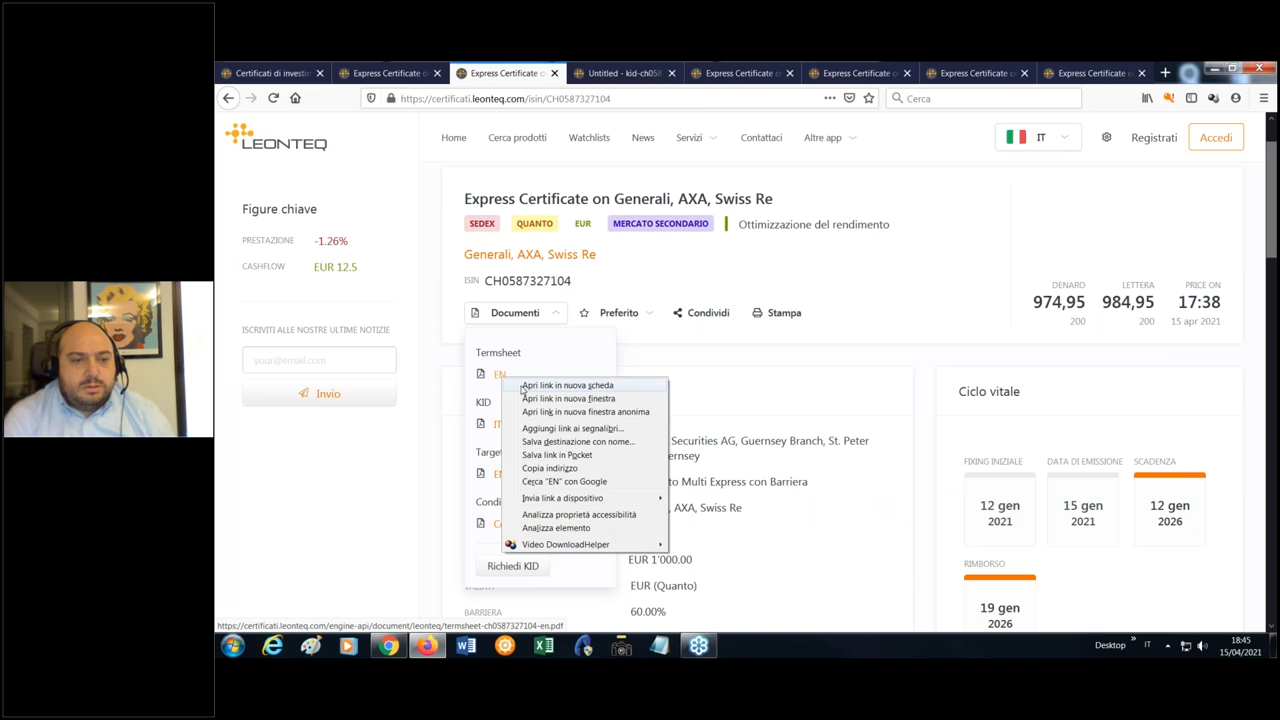 Certificati di investim
Express Certificate o
Express Certificate o
Untitled - kid-ch058
Express Certificate o
Express Certificate o
Express Certificate o
Express Certificate o
https://certificati.leonteq.com/isin/CH0587327104
Cerca
LEONTEQ
Home
Cerca prodotti
Watchlists
News
Servizi
Contattaci
Altre app
IT
Registrati
Accedi
Figure chiave
PRESTAZIONE
-1.26%
CASHFLOW
EUR 12.5
ISCRIVITI ALLE NOSTRE ULTIME NOTIZIE
your@email.com
Invio
Express Certificate on Generali, AXA, Swiss Re
SEDEX
QUANTO
EUR
MERCATO SECONDARIO
Ottimizzazione del rendimento
Generali, AXA, Swiss Re
ISIN CH0587327104
DENARO
974,95
200
LETTERA
984,95
200
PRICE ON
17:38
15 apr 2021
Documenti
Preferito
Condividi
Stampa
Termsheet
EN
KID
IT
Target
EN
Condi
Co
Richiedi KID
Apri link in nuova scheda
Apri link in nuova finestra
Apri link in nuova finestra anonima
Aggiungi link ai segnalibri...
Salva destinazione con nome...
Salva link in Pocket
Copia indirizzo
Cerca "EN" con Google
Invia link a dispositivo
Analizza proprietà accessibilità
Analizza elemento
Video DownloadHelper
Securities AG, Guernsey Branch, St. Peter
ernsey
to Multi Express con Barriera
AXA, Swiss Re
EUR 1'000.00
EUR (Quanto)
BARRIERA
60.00%
Ciclo vitale
FIXING INIZIALE
12 gen
2021
DATA DI EMISSIONE
15 gen
2021
SCADENZA
12 gen
2026
RIMBORSO
19 gen
2026
https://certificati.leonteq.com/engine-api/document/leonteq/termsheet-ch0587327104-en.pdf
Desktop
IT
18:45
15/04/2021